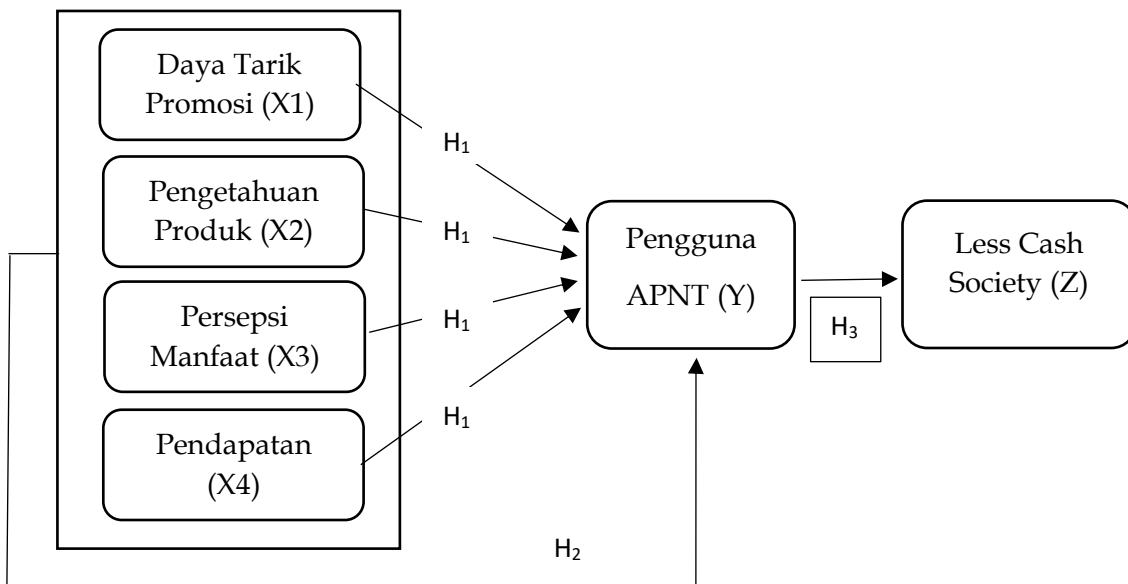 Daya Tarik
Promosi (X1)
Pengetahuan
Produk (X2)
Persepsi
Manfaat (X3)
Pendapatan
(X4)
H₁
H₁
H₁
H₁
H₂
Pengguna
APNT (Y)
H₃
Less Cash
Society (Z)